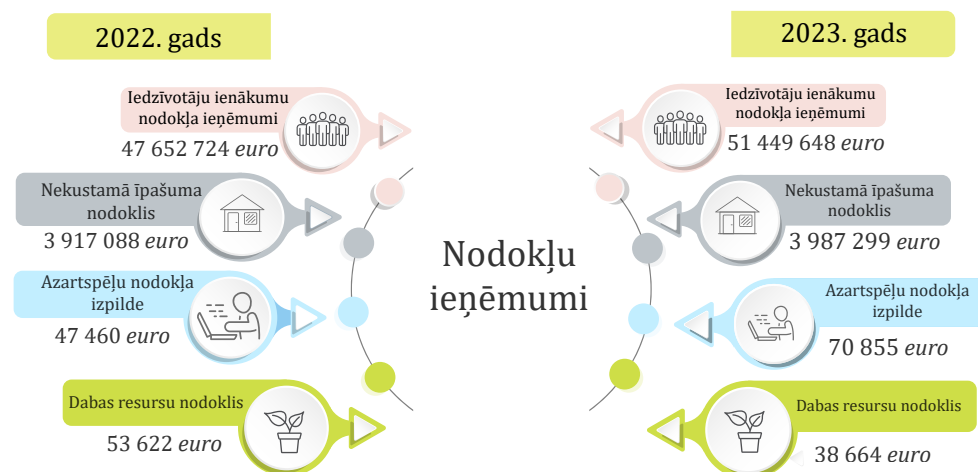 2022. gads
Iedzīvotāju ienākumu
nodokļa ieņēmumi
47 652 724 euro
Nekustamā īpašuma
nodoklis
3 917 088 euro
Azartspēļu nodokļa
izpilde
47 460 euro
Dabas resursu nodoklis
53 622 euro
Nodokļu
ieņēmumi
2023. gads
Iedzīvotāju ienākumu
nodokļa ieņēmumi
51 449 648 euro
Nekustamā īpašuma
nodoklis
3 987 299 euro
Azartspēļu nodokļa
izpilde
70 855 euro
Dabas resursu nodoklis
38 664 euro